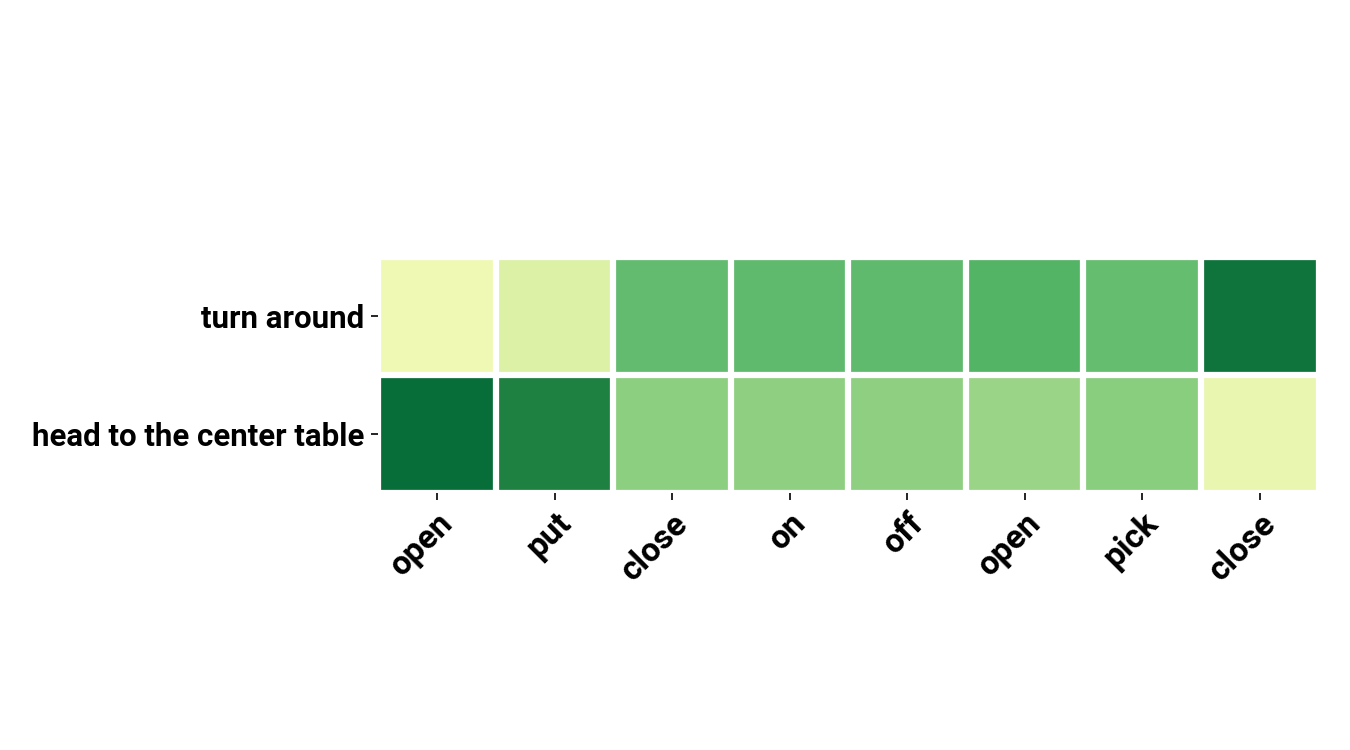 turn around
head to the center table
open put close on off open pick close